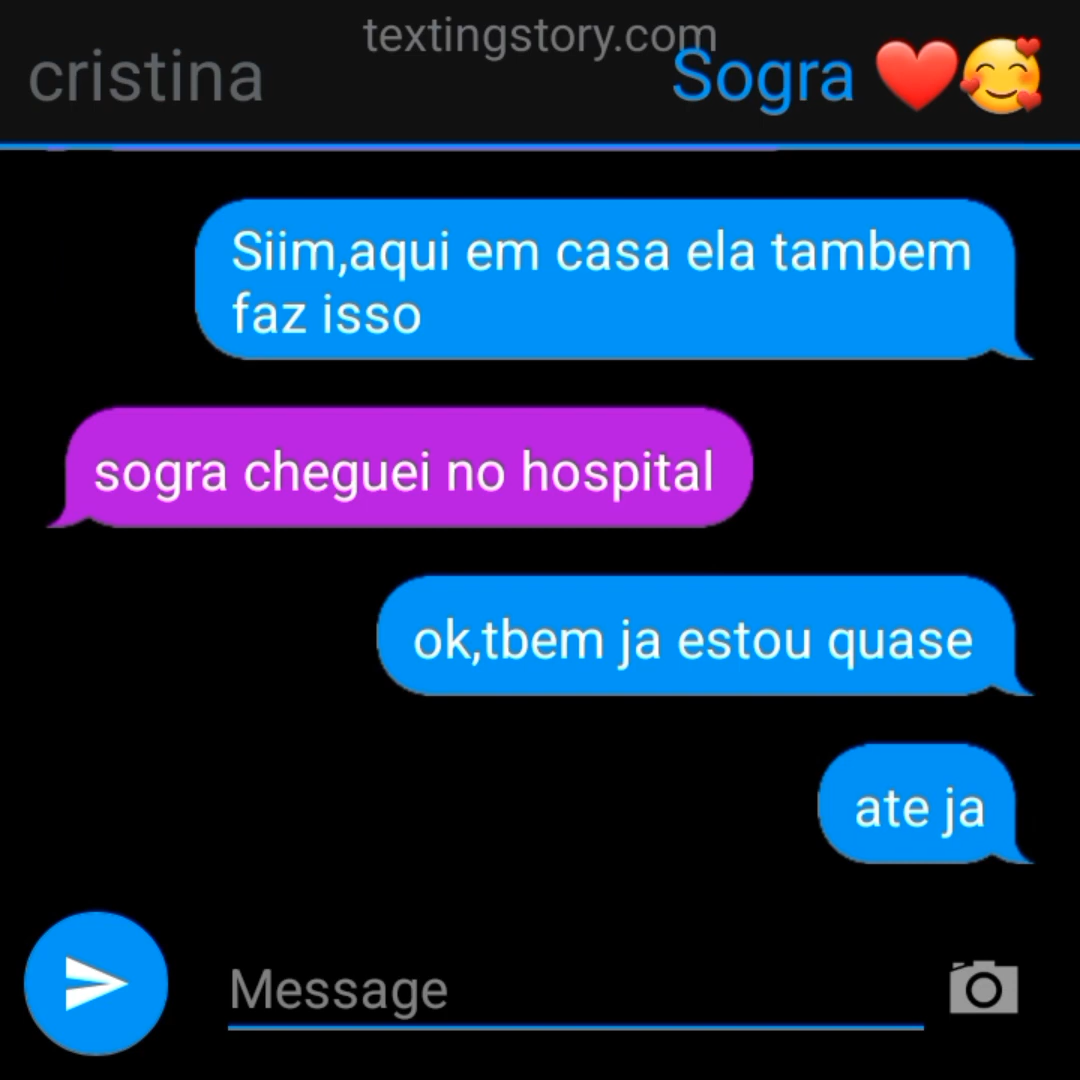 textingstory.com
cristina
Sogra ❤️🥰
Siim,aqui em casa ela tambem
faz isso
sogra cheguei no hospital
ok,tbem ja estou quase
ate ja
Message